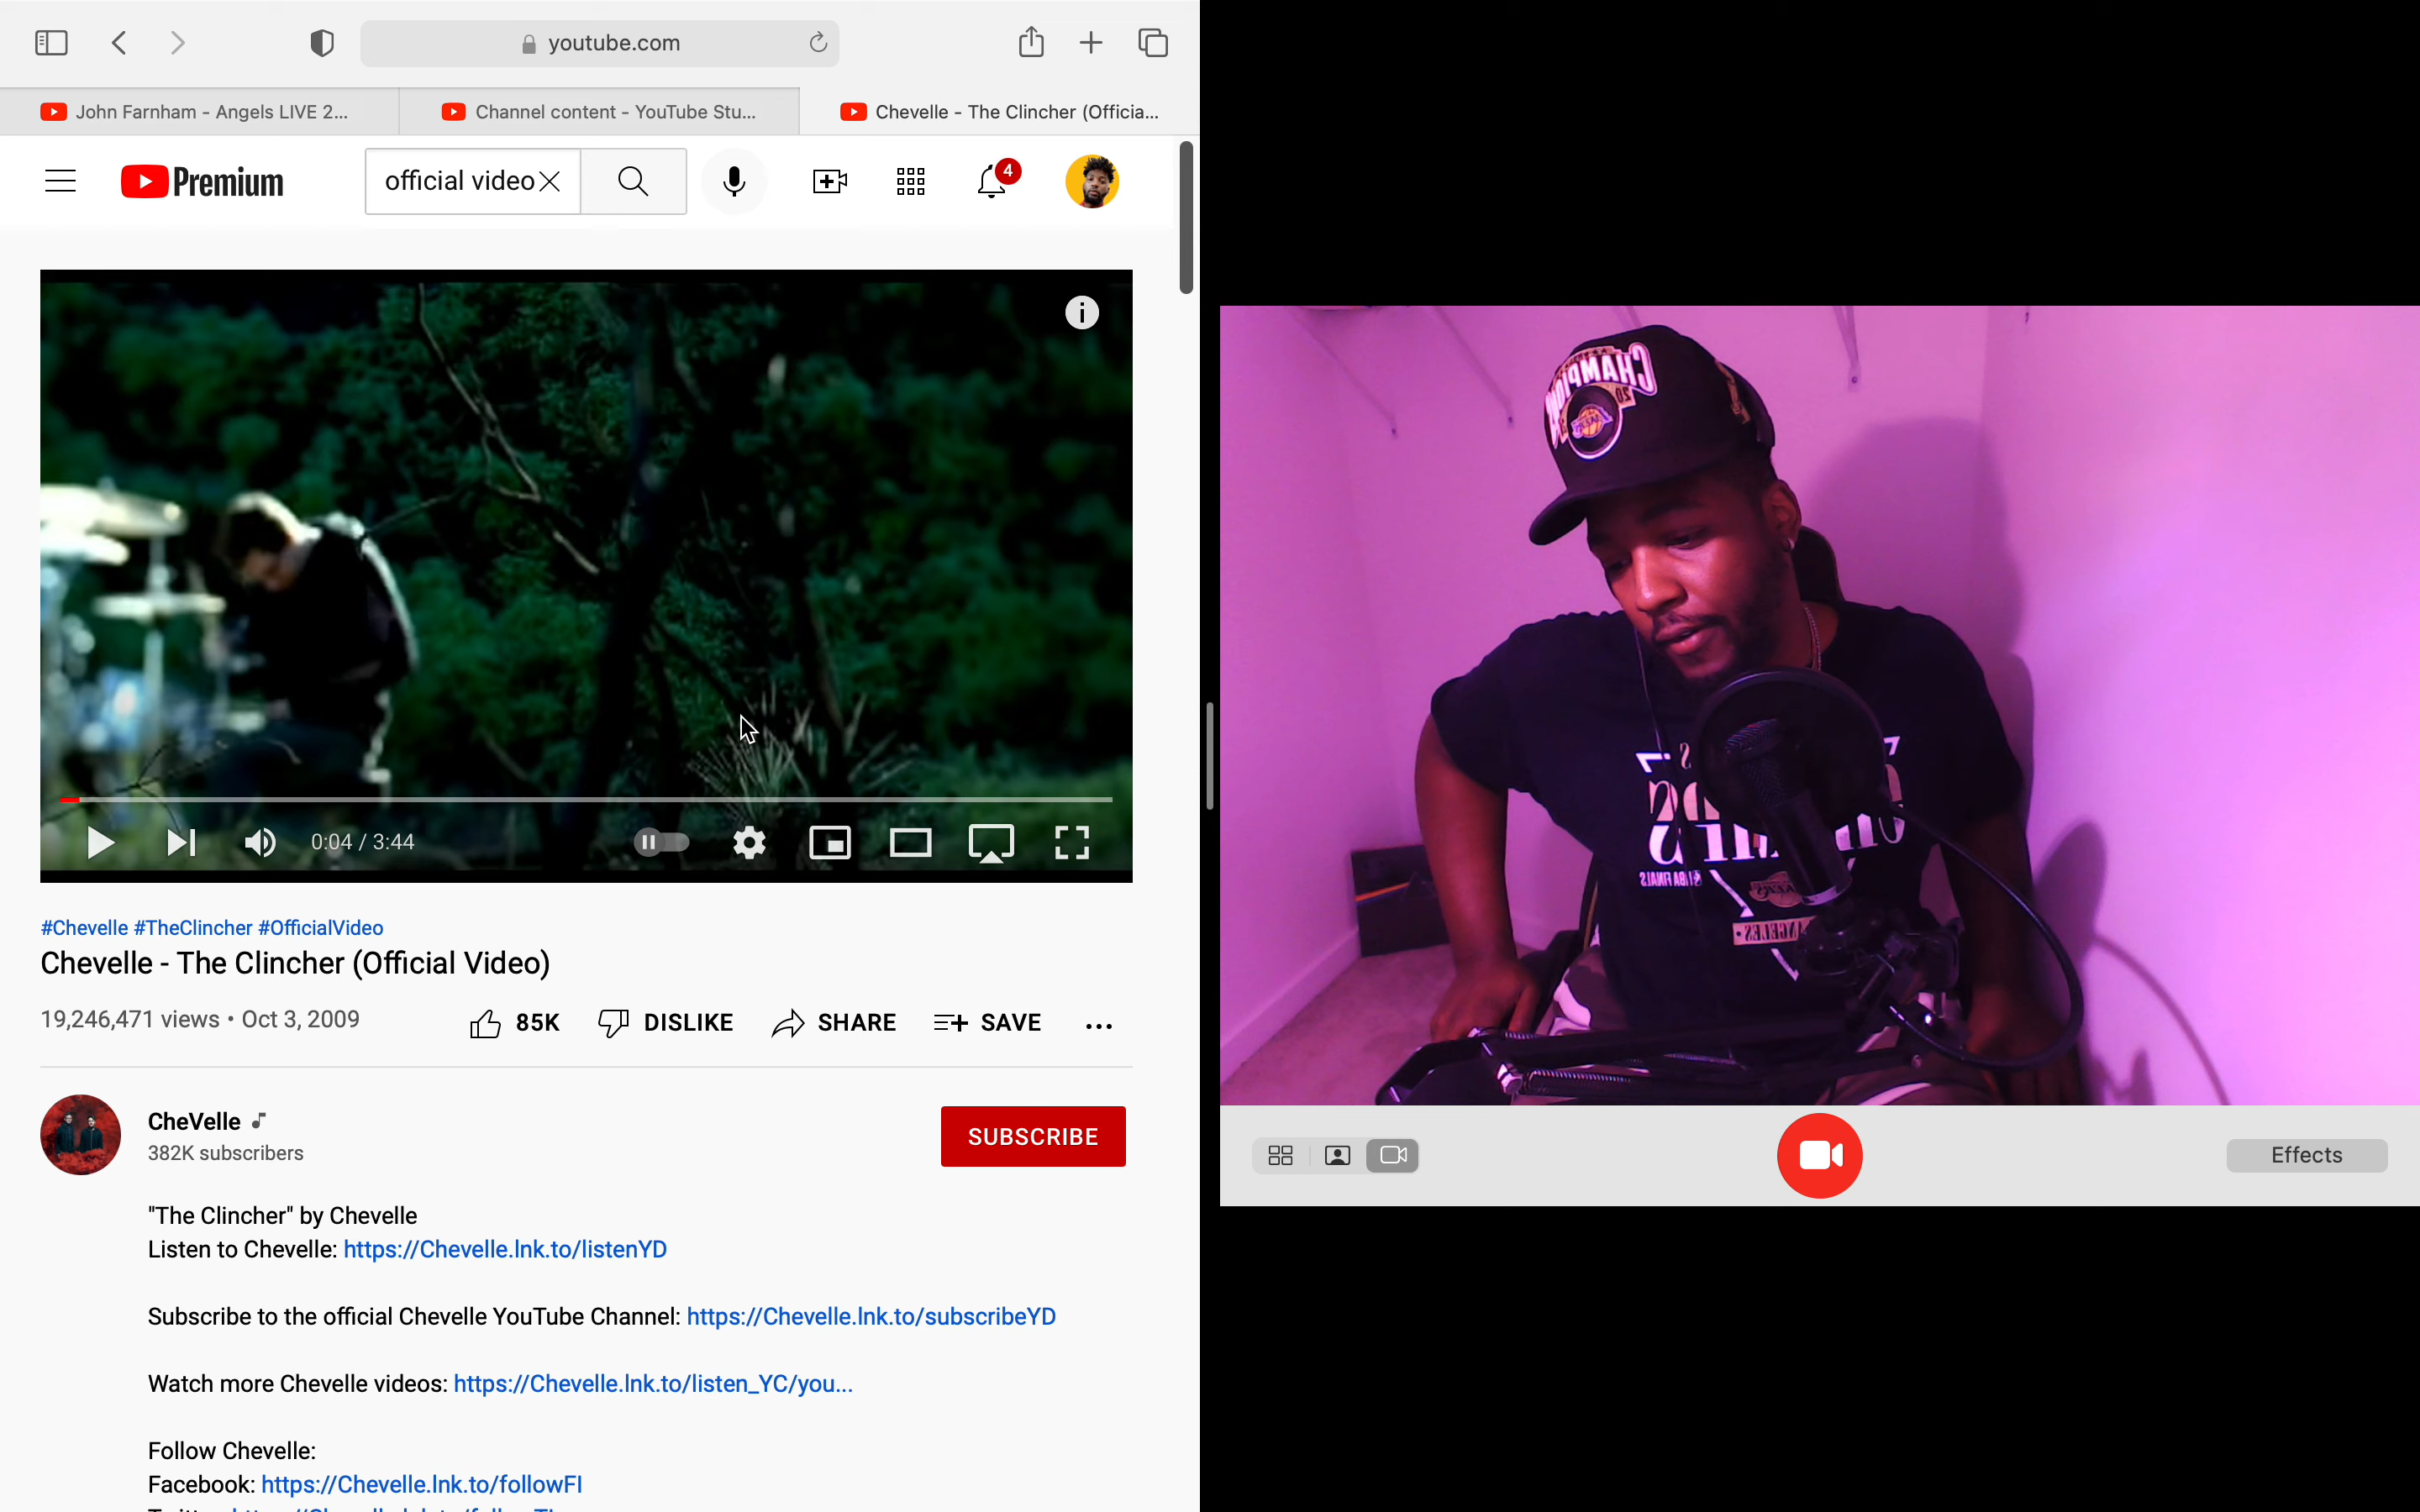 youtube.com
John Farnham - Angels LIVE 2...
Channel content - YouTube Stu...
Chevelle - The Clincher (Officia...
Premium
official video
4
0:04 / 3:44
#Chevelle #TheClincher #OfficialVideo
Chevelle - The Clincher (Official Video)
19,246,471 views • Oct 3, 2009
85K
DISLIKE
SHARE
SAVE
CheVelle
382K subscribers
SUBSCRIBE
"The Clincher" by Chevelle
Listen to Chevelle: https://Chevelle.lnk.to/listenYD
Subscribe to the official Chevelle YouTube Channel: https://Chevelle.lnk.to/subscribeYD
Watch more Chevelle videos: https://Chevelle.lnk.to/listen_YC/you...
Follow Chevelle:
Facebook: https://Chevelle.lnk.to/followFI
20
NBA FINALS
Effects